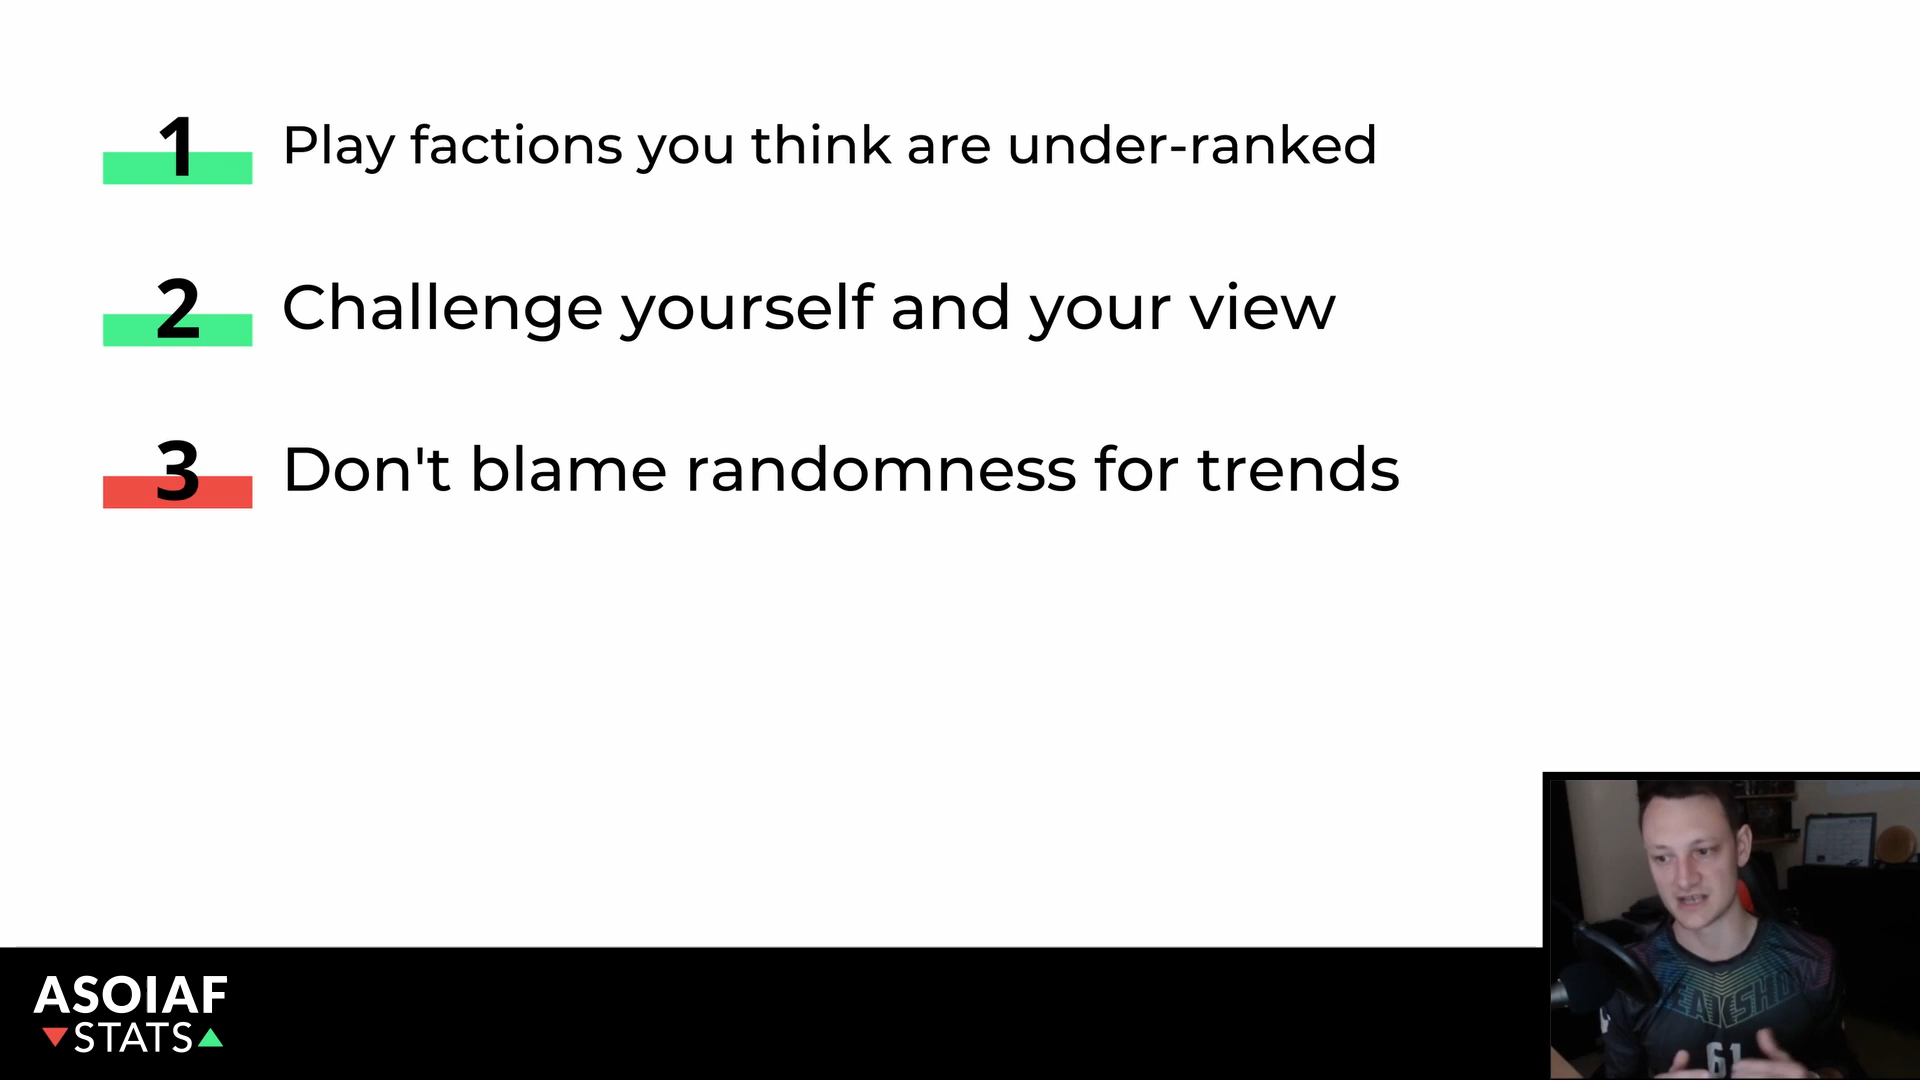 1 Play factions you think are under-ranked
2 Challenge yourself and your view
3 Don't blame randomness for trends
ASOIAF
STATS
61